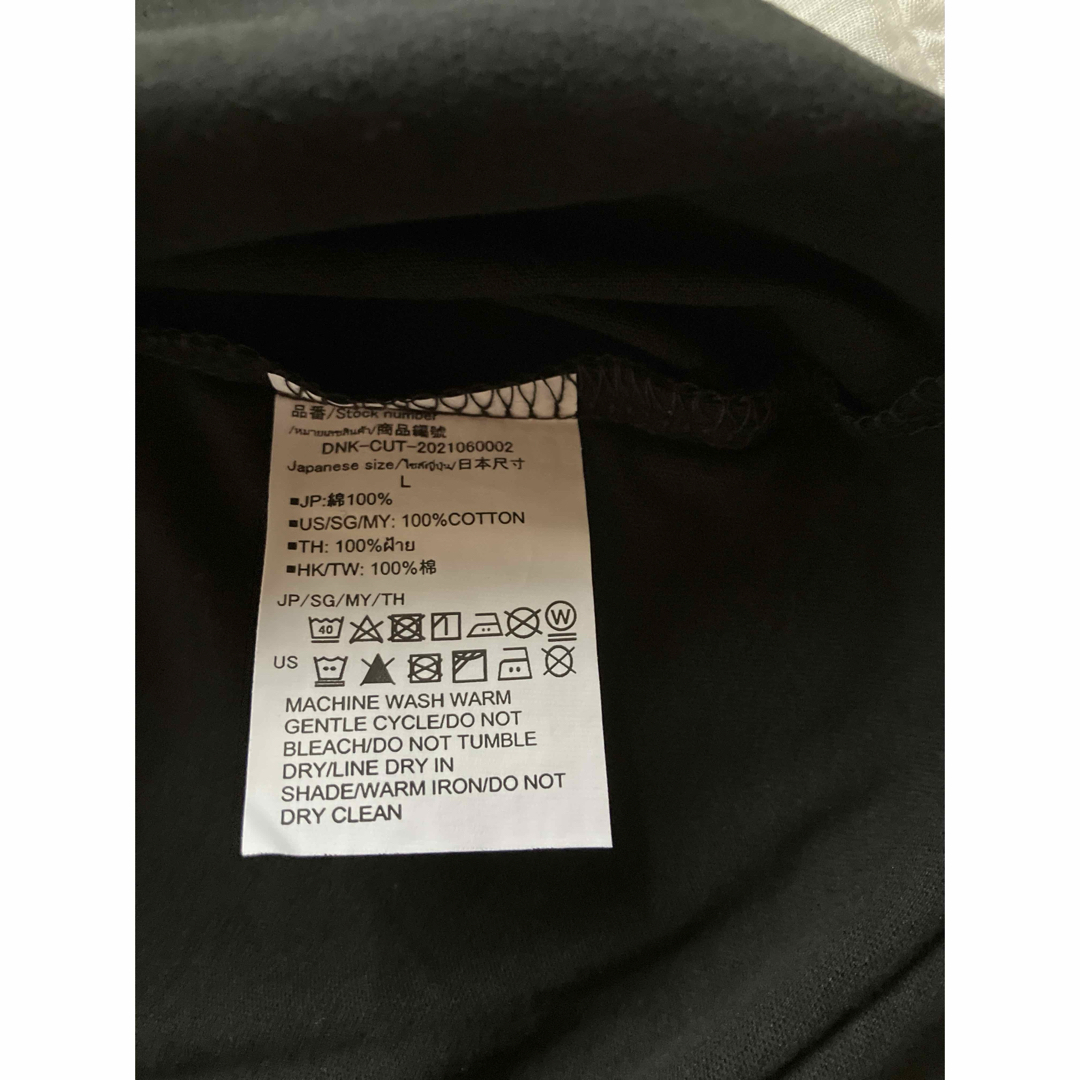 品番/Stock number
/หมายเลขสินค้า/商品編號
DNK-CUT-2021060002
Japanese size/ไซส์ญี่ปุ่น/日本尺寸
L
■JP:綿100%
■US/SG/MY: 100%COTTON
■TH: 100%ฝ้าย
■HK/TW: 100%棉
JP/SG/MY/TH
40 W
US
MACHINE WASH WARM
GENTLE CYCLE/DO NOT
BLEACH/DO NOT TUMBLE
DRY/LINE DRY IN
SHADE/WARM IRON/DO NOT
DRY CLEAN